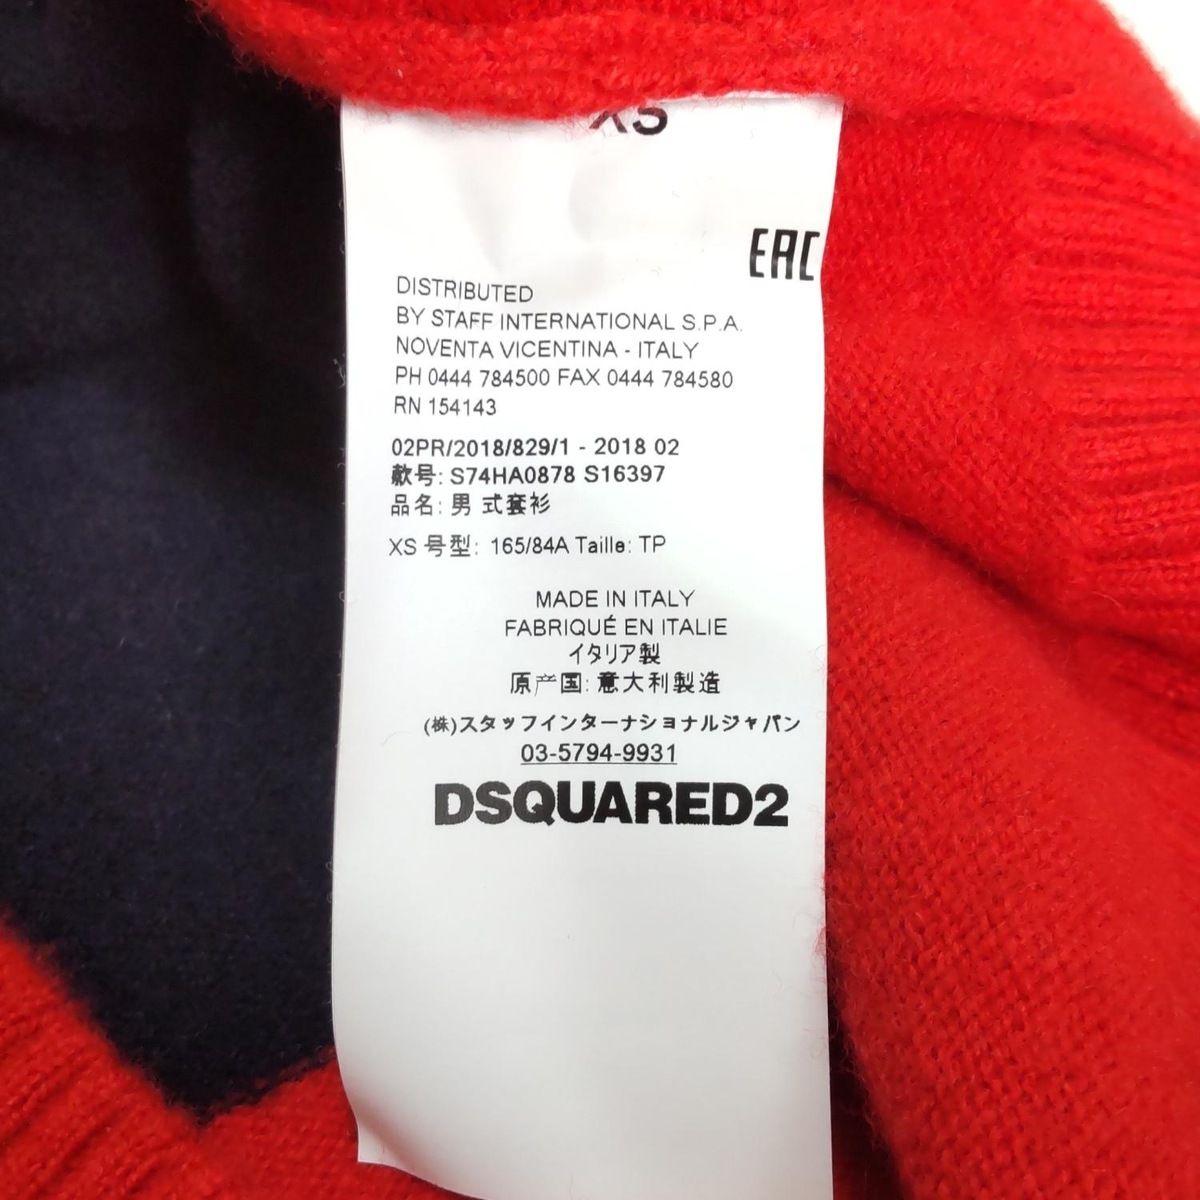 XS
EAC
DISTRIBUTED
BY STAFF INTERNATIONAL S.P.A.
NOVENTA VICENTINA - ITALY
PH 0444 784500 FAX 0444 784580
RN 154143
02PR/2018/829/1 - 2018 02
款号: S74HA0878 S16397
品名: 男 式套衫
XS 号型: 165/84A Taille: TP
MADE IN ITALY
FABRIQUÉ EN ITALIE
イタリア製
原产国: 意大利製造
(株)スタッフインターナショナルジャパン
03-5794-9931
DSQUARED2